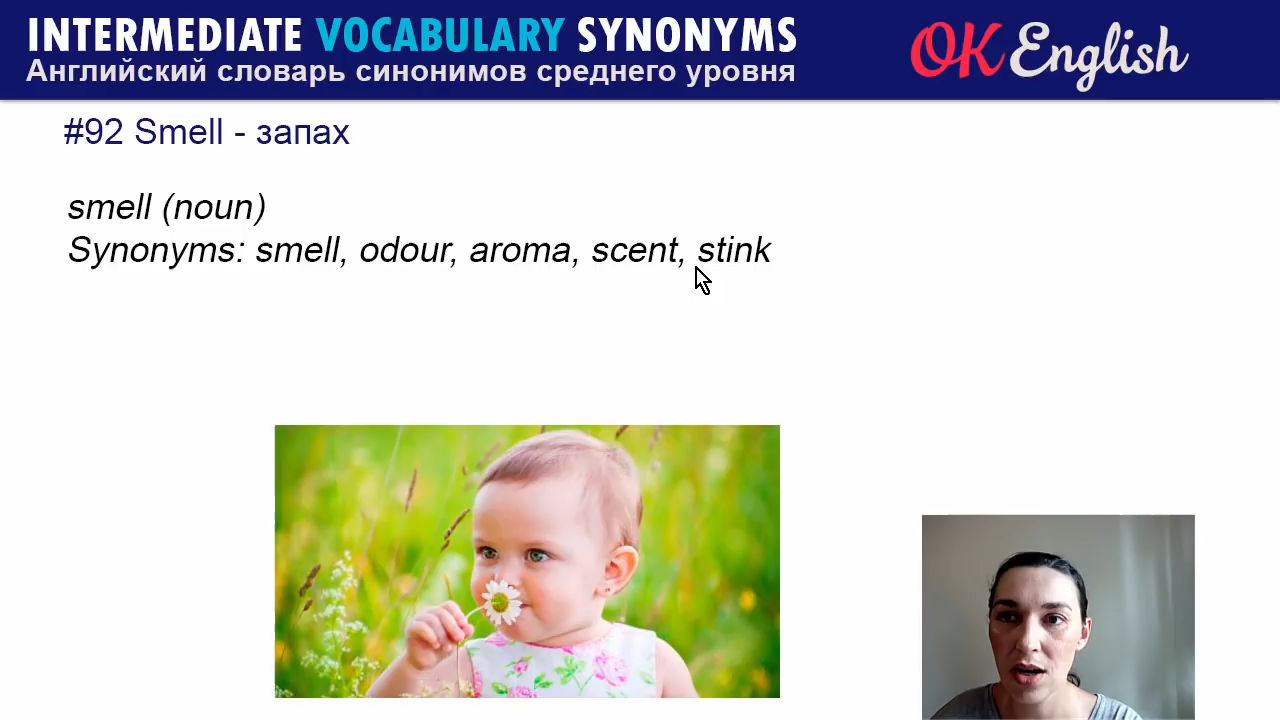 INTERMEDIATE VOCABULARY SYNONYMS
Английский словарь синонимов среднего уровня
OK English
#92 Smell - запах
smell (noun)
Synonyms: smell, odour, aroma, scent, stink